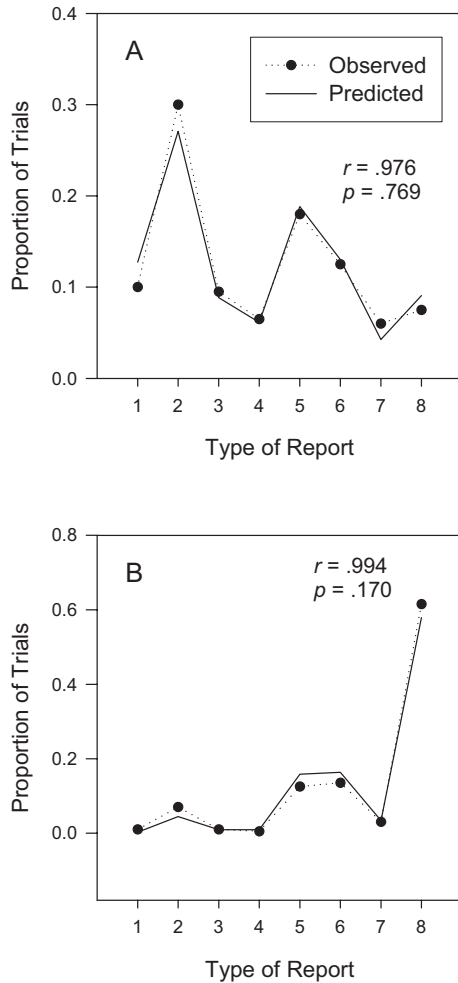 0.4
A
Observed
Predicted
0.3
r = .976
p = .769
0.2
0.1
0.0
Proportion of Trials
1 2 3 4 5 6 7 8
Type of Report
0.8
B
r = .994
p = .170
0.6
0.4
0.2
0.0
Proportion of Trials
1 2 3 4 5 6 7 8
Type of Report